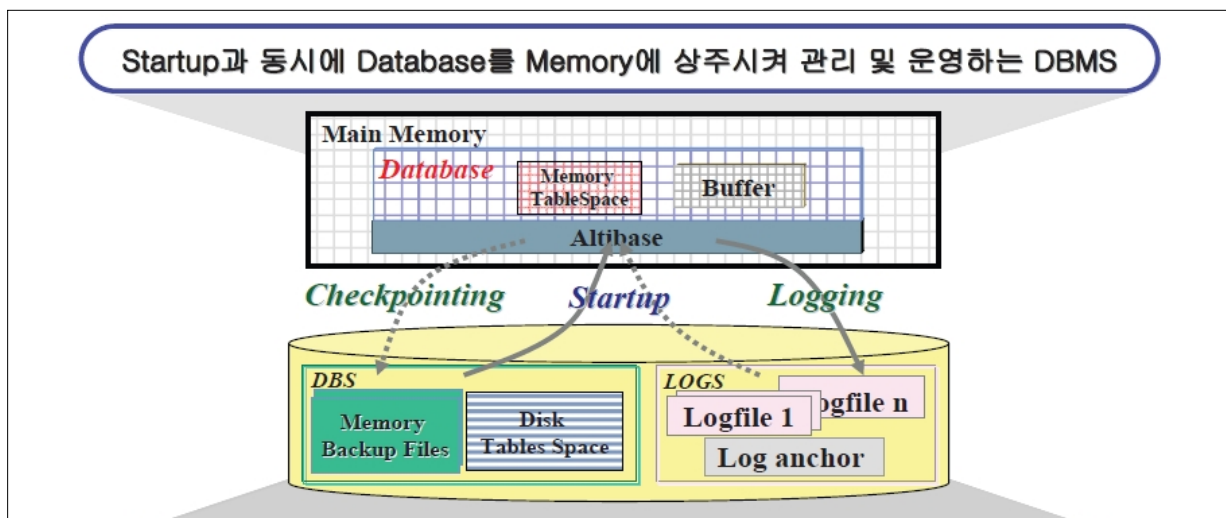 Startup과 동시에 Database를 Memory에 상주시켜 관리 및 운영하는 DBMS
Main Memory
Database
Memory
TableSpace
Buffer
Altibase
Checkpointing
Startup
Logging
DBS
Memory
Backup Files
Disk
Tables Space
LOGS
Logfile 1
ogfile n
Log anchor